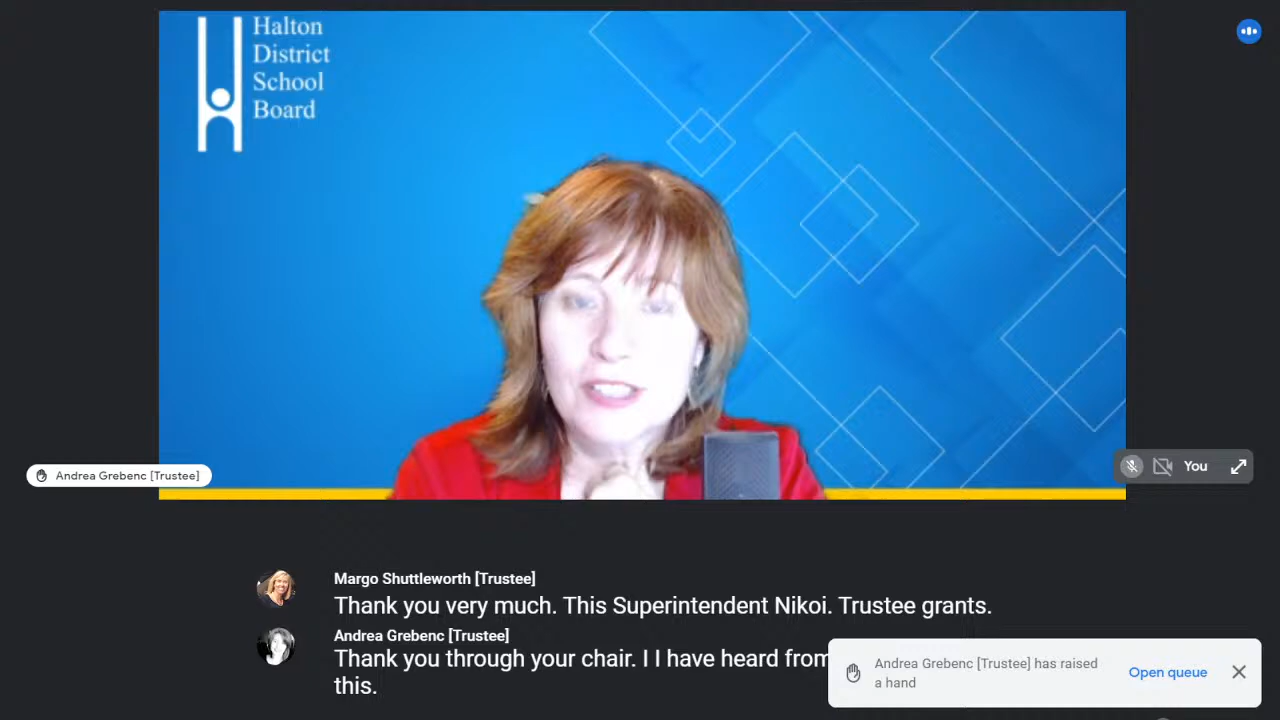 Halton
District
School
Board
Andrea Grebenc [Trustee]
You
Margo Shuttleworth [Trustee]
Thank you very much. This Superintendent Nikoi. Trustee grants.
Andrea Grebenc [Trustee]
Thank you through your chair. I I have heard from
this.
Andrea Grebenc [Trustee] has raised
a hand
Open queue